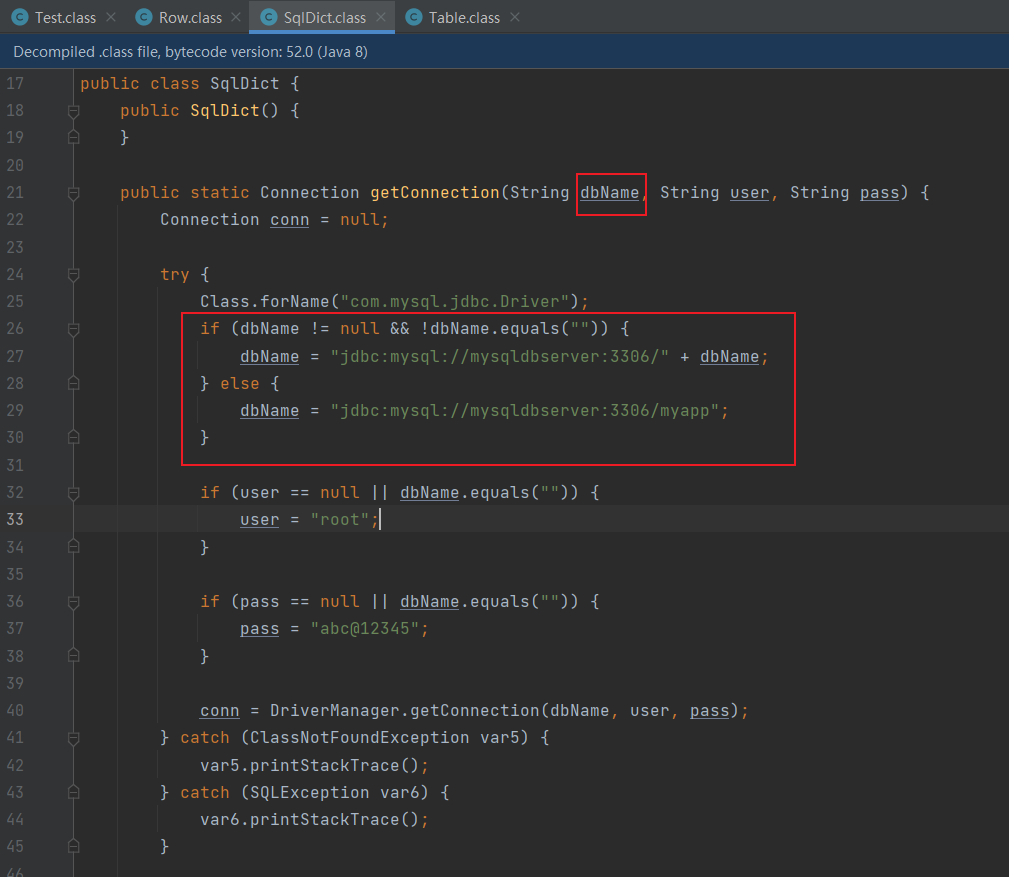 Test.class Row.class SqlDict.class Table.class
Decompiled .class file, bytecode version: 52.0 (Java 8)
17 public class SqlDict {
18     public SqlDict() {
19     }
20
21     public static Connection getConnection(String dbName, String user, String pass) {
22         Connection conn = null;
23
24         try {
25             Class.forName("com.mysql.jdbc.Driver");
26             if (dbName != null && !dbName.equals("")) {
27                 dbName = "jdbc:mysql://mysqldbserver:3306/" + dbName;
28             } else {
29                 dbName = "jdbc:mysql://mysqldbserver:3306/myapp";
30             }
31
32             if (user == null || dbName.equals("")) {
33                 user = "root";
34             }
35
36             if (pass == null || dbName.equals("")) {
37                 pass = "abc@12345";
38             }
39
40             conn = DriverManager.getConnection(dbName, user, pass);
41         } catch (ClassNotFoundException var5) {
42             var5.printStackTrace();
43         } catch (SQLException var6) {
44             var6.printStackTrace();
45         }
46